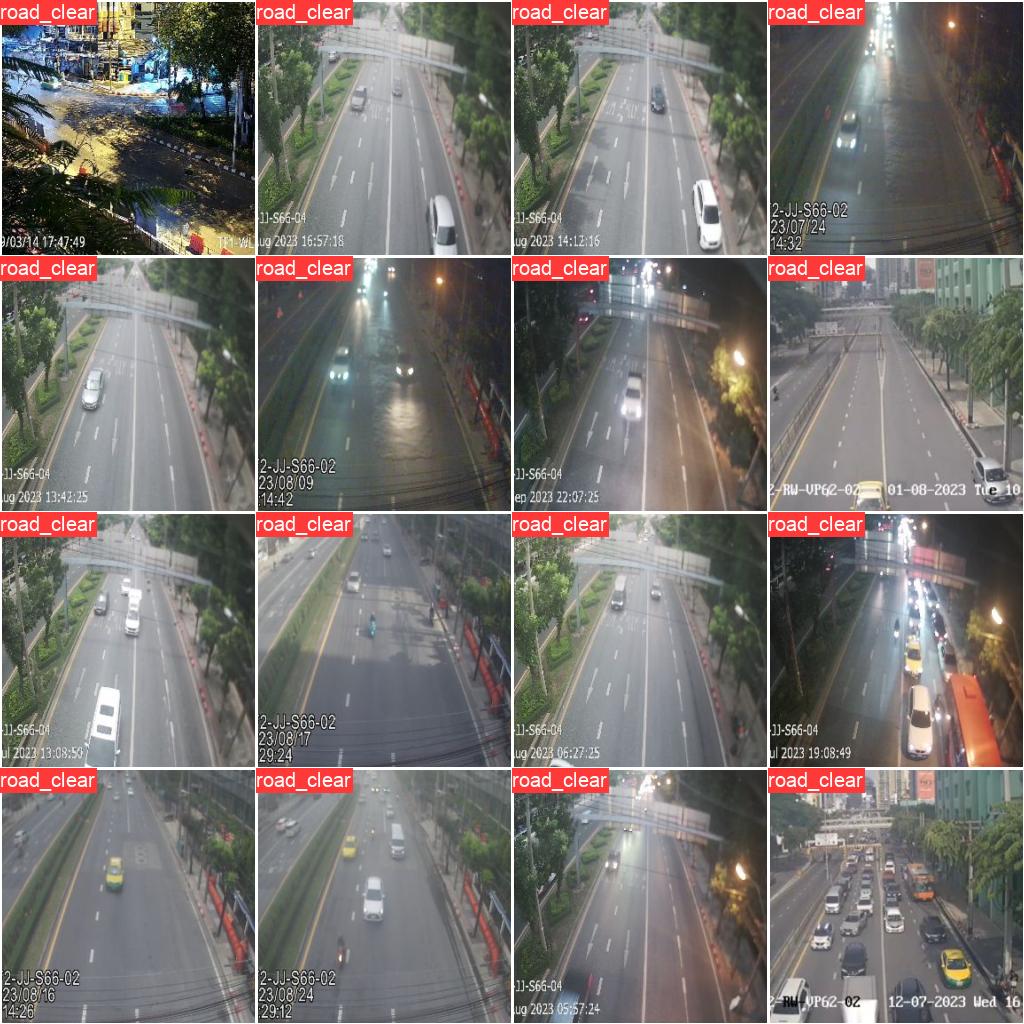 road_clear
road_clear
road_clear
road_clear
9/03/14 17:47:49
-JJ-S66-04
Aug 2023 16:57:18
-JJ-S66-04
Aug 2023 14:12:16
2-JJ-S66-02
23/07/24
14:32
road_clear
road_clear
road_clear
road_clear
-JJ-S66-04
Aug 2023 13:42:25
2-JJ-S66-02
23/08/09
:14:42
-JJ-S66-04
ep 2023 22:07:25
2-RW-VP62-02
01-08-2023 Tue 10
road_clear
road_clear
road_clear
road_clear
-JJ-S66-04
ul 2023 13:08:50
2-JJ-S66-02
23/08/17
29:24
-JJ-S66-04
Aug 2023 06:27:25
-JJ-S66-04
ul 2023 19:08:49
road_clear
road_clear
road_clear
road_clear
2-JJ-S66-02
23/08/16
14:26
2-JJ-S66-02
23/08/24
:29:12
-JJ-S66-04
Aug 2023 05:57:24
2-RW-VP62-02
12-07-2023 Wed 16